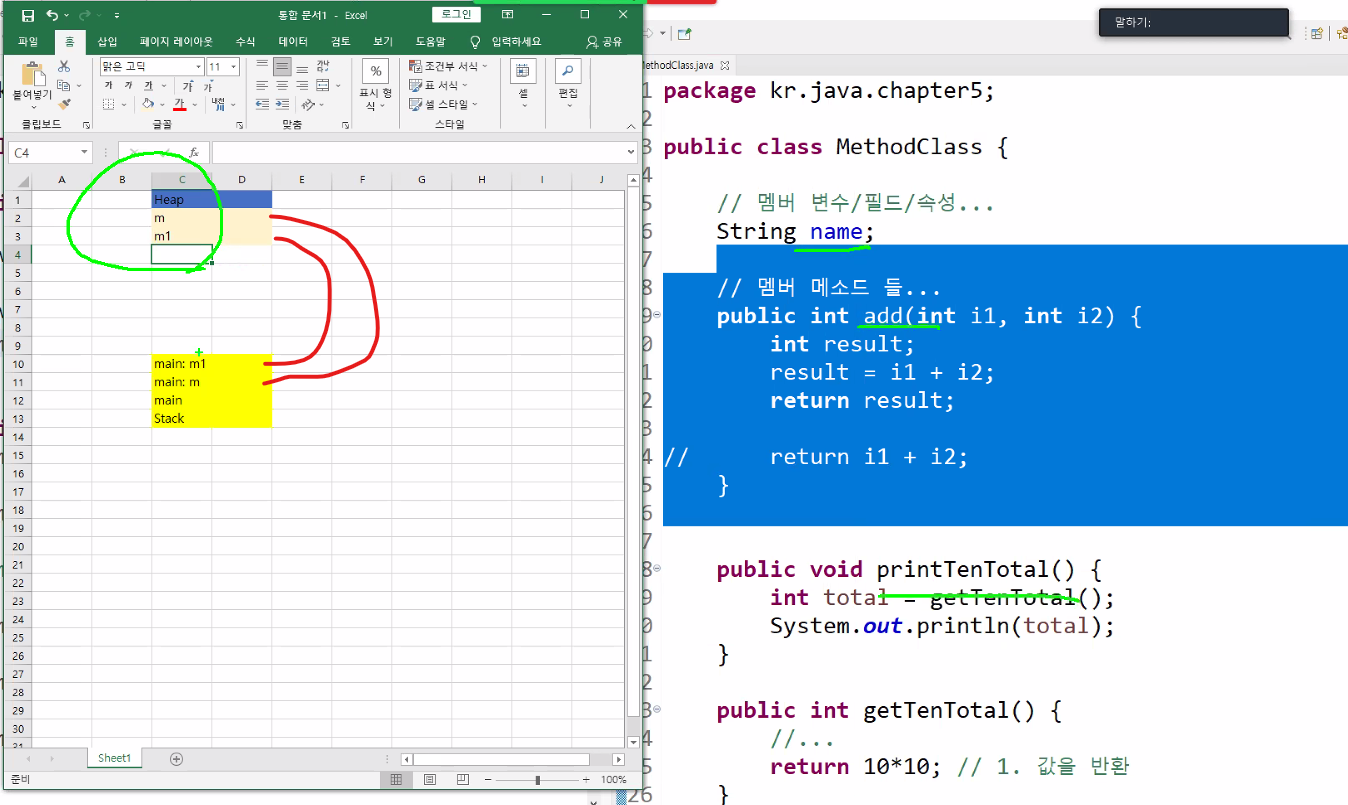 통합 문서1 - Excel
로그인
파일 홈 삽입 페이지 레이아웃 수식 데이터 검토 보기 도움말 입력하세요 공유
붙여넣기
맑은 고딕 11
가 가 가 가 가
가 내천
%
표시 형식
조건부 서식
표 서식
셀 스타일
셀
편집
클립보드 글꼴 맞춤 스타일
C4 fx
A B C D E F G H I J
1 Heap
2 m
3 m1
4
5
6
7
8
9
10 main: m1
11 main: m
12 main
13 Stack
14
15
16
17
18
19
20
21
22
23
24
25
26
27
28
29
30
31
Sheet1
준비
100%
말하기:
ethodClass.java
1 package kr.java.chapter5;
2
3 public class MethodClass {
4
5 // 멤버 변수/필드/속성...
6 String name;
7
8 // 멤버 메소드 들...
9 public int add(int i1, int i2) {
0 int result;
1 result = i1 + i2;
2 return result;
3
4 // return i1 + i2;
5 }
6
7
8 public void printTenTotal() {
9 int total = getTenTotal();
0 System.out.println(total);
1 }
2
3 public int getTenTotal() {
4 //...
5 return 10*10; // 1. 값을 반환
26 }